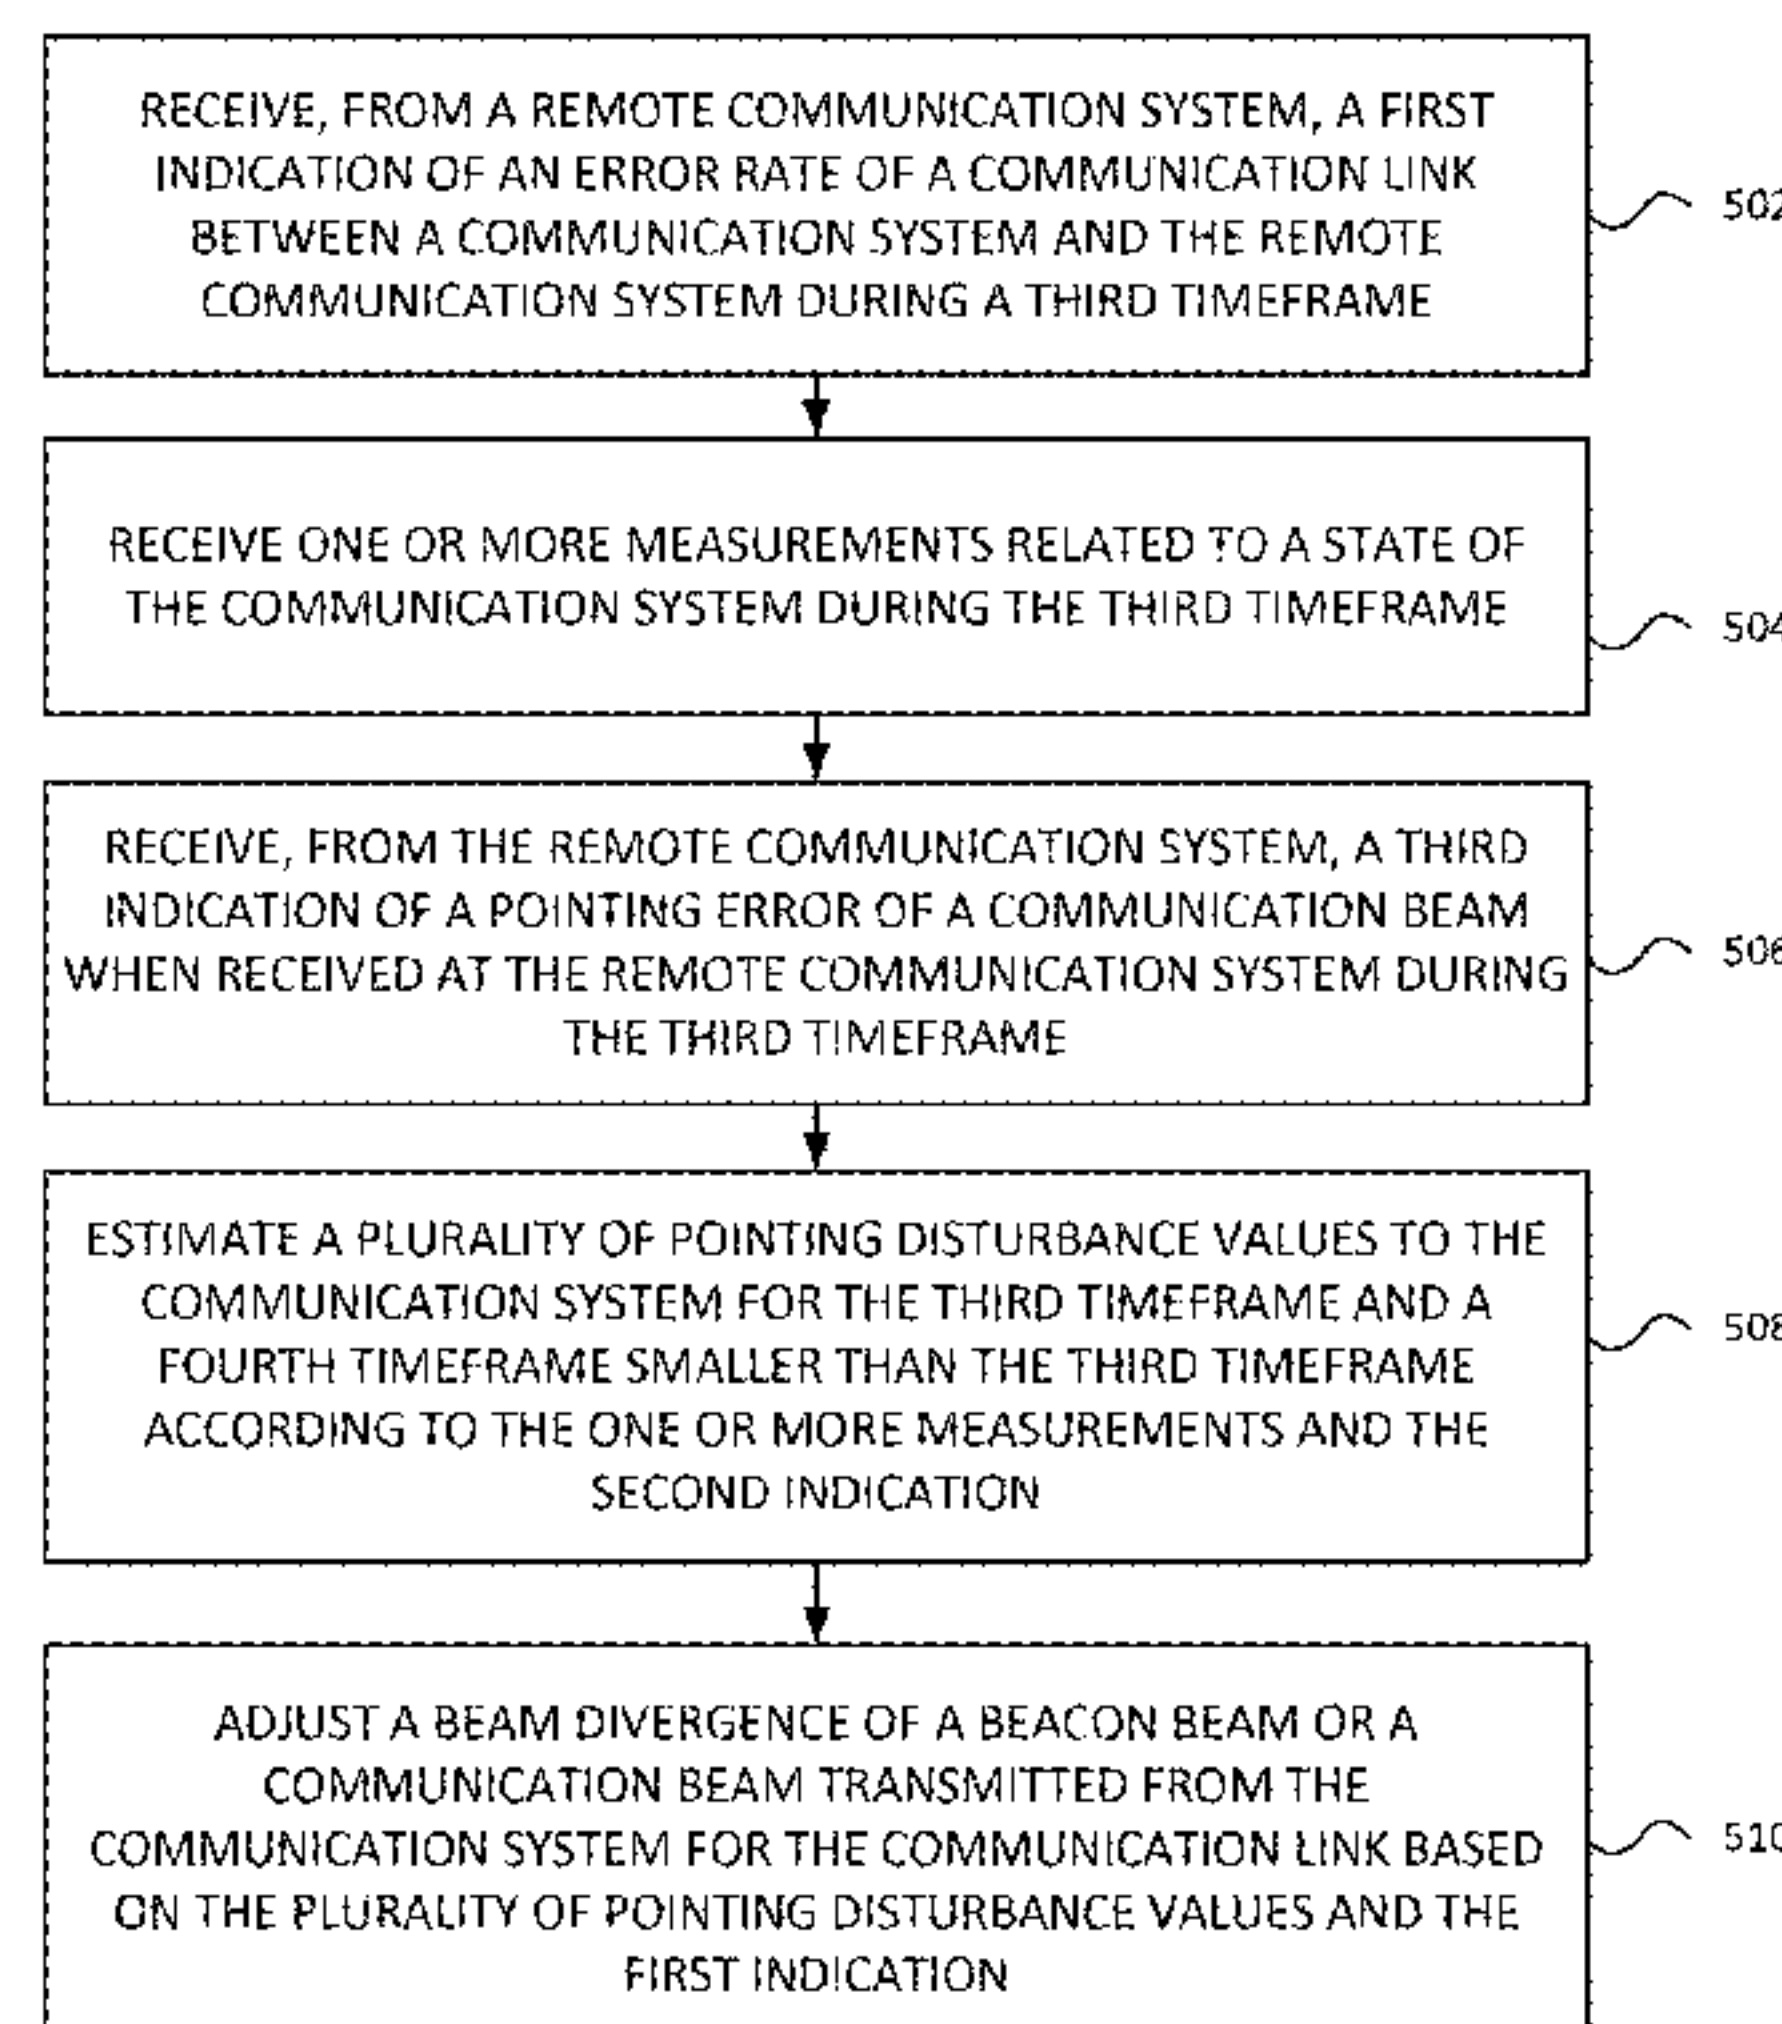 RECEIVE, FROM A REMOTE COMMUNICATION SYSTEM, A FIRST
INDICATION OF AN ERROR RATE OF A COMMUNICATION LINK
BETWEEN A COMMUNICATION SYSTEM AND THE REMOTE
COMMUNICATION SYSTEM DURING A THIRD TIMEFRAME
502
RECEIVE ONE OR MORE MEASUREMENTS RELATED TO A STATE OF
THE COMMUNICATION SYSTEM DURING THE THIRD TIMEFRAME
504
RECEIVE, FROM THE REMOTE COMMUNICATION SYSTEM, A THIRD
INDICATION OF A POINTING ERROR OF A COMMUNICATION BEAM
WHEN RECEIVED AT THE REMOTE COMMUNICATION SYSTEM DURING
THE THIRD TIMEFRAME
506
ESTIMATE A PLURALITY OF POINTING DISTURBANCE VALUES TO THE
COMMUNICATION SYSTEM FOR THE THIRD TIMEFRAME AND A
FOURTH TIMEFRAME SMALLER THAN THE THIRD TIMEFRAME
ACCORDING TO THE ONE OR MORE MEASUREMENTS AND THE
SECOND INDICATION
508
ADJUST A BEAM DIVERGENCE OF A BEACON BEAM OR A
COMMUNICATION BEAM TRANSMITTED FROM THE
COMMUNICATION SYSTEM FOR THE COMMUNICATION LINK BASED
ON THE PLURALITY OF POINTING DISTURBANCE VALUES AND THE
FIRST INDICATION
510